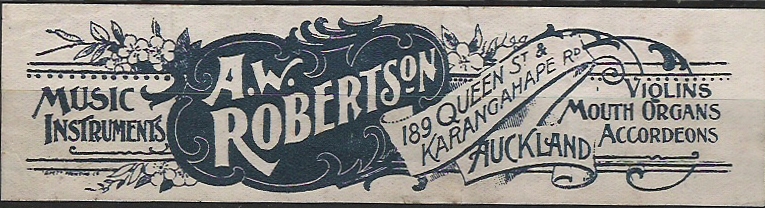 MUSIC
INSTRUMENTS
A.W.
ROBERTSON
189 QUEEN ST &
KARANGAHAPE RD
AUCKLAND
VIOLINS
MOUTH ORGANS
ACCORDEONS